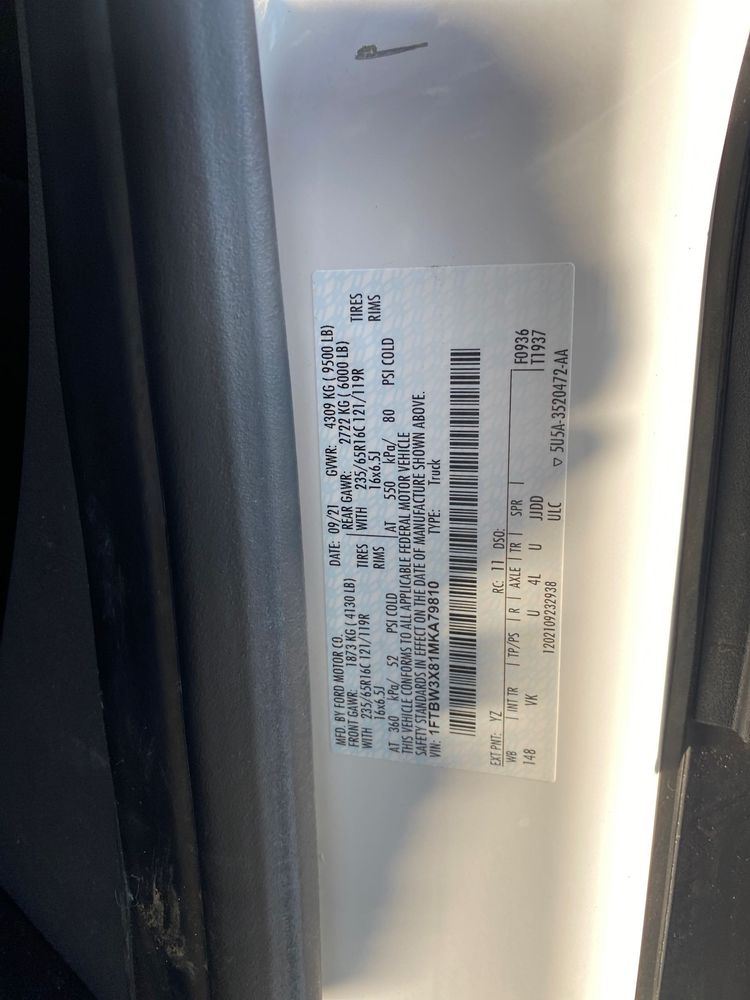 MFD. BY FORD MOTOR CO.
DATE: 09/21 GVWR: 4309 KG ( 9500 LB)
FRONT GAWR: 1873 KG ( 4130 LB) REAR GAWR: 2722 KG ( 6000 LB)
WITH 235/65R16C 121/119R TIRES WITH 235/65R16C 121/119R TIRES
16x6.5J RIMS 16x6.5J RIMS
AT 360 kPa/ 52 PSI COLD AT 550 kPa/ 80 PSI COLD
THIS VEHICLE CONFORMS TO ALL APPLICABLE FEDERAL MOTOR VEHICLE
SAFETY STANDARDS IN EFFECT ON THE DATE OF MANUFACTURE SHOWN ABOVE.
VIN: 1FTBW3X81MKA79810 TYPE: Truck
EXT PNT: YZ RC: 11 DSO:
WB INT TR TP/PS R AXLE TR SPR F0936
148 VK U 4L U JJDD T1937
1202109232938 ULC ▽ 5U5A-3520472-AA